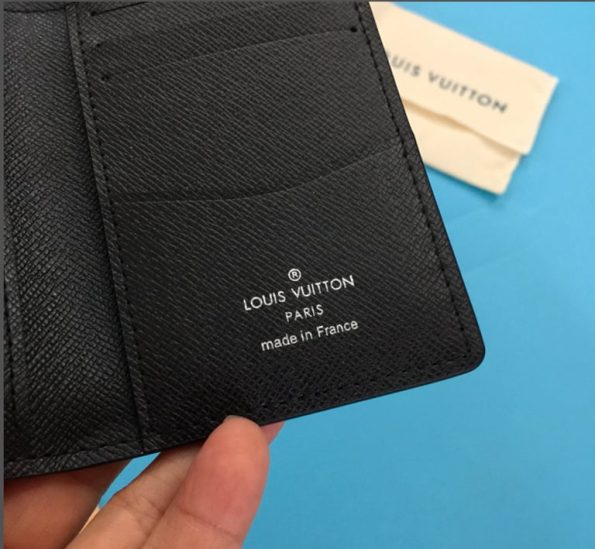 UIS VUITTON
®
LOUIS VUITTON
PARIS
made in France